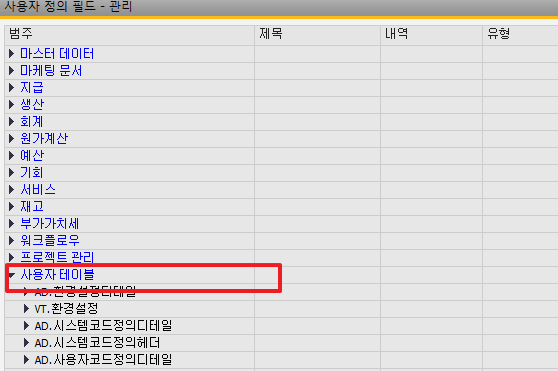 사용자 정의 필드 - 관리
범주 제목 내역 유형
마스터 데이터
마케팅 문서
지급
생산
회계
원가계산
예산
기회
서비스
재고
부가가치세
워크플로우
프로젝트 관리
사용자 테이블
AD.환경설정디테일
VT.환경설정
AD.시스템코드정의디테일
AD.시스템코드정의헤더
AD.사용자코드정의디테일